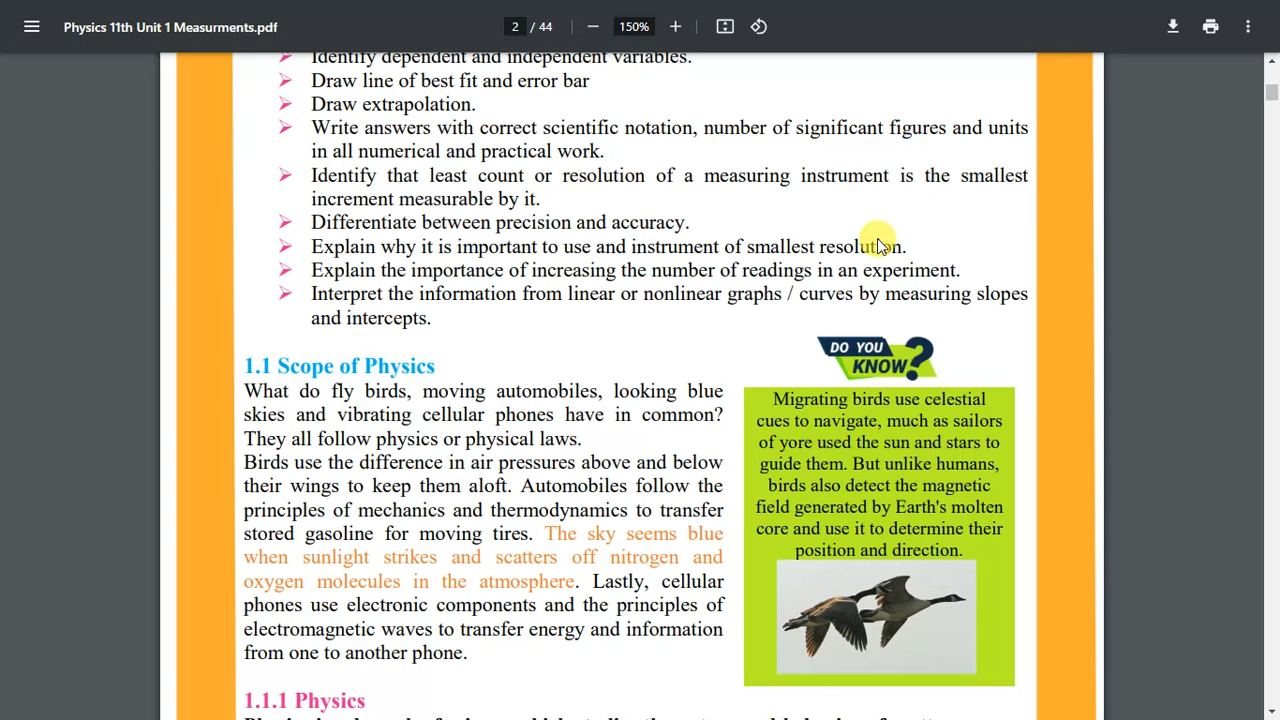 Physics 11th Unit 1 Measurments.pdf
2 / 44
150%
Identify dependent and independent variables.
Draw line of best fit and error bar
Draw extrapolation.
Write answers with correct scientific notation, number of significant figures and units
in all numerical and practical work.
Identify that least count or resolution of a measuring instrument is the smallest
increment measurable by it.
Differentiate between precision and accuracy.
Explain why it is important to use and instrument of smallest resolution.
Explain the importance of increasing the number of readings in an experiment.
Interpret the information from linear or nonlinear graphs / curves by measuring slopes
and intercepts.
1.1 Scope of Physics
What do fly birds, moving automobiles, looking blue
skies and vibrating cellular phones have in common?
They all follow physics or physical laws.
Birds use the difference in air pressures above and below
their wings to keep them aloft. Automobiles follow the
principles of mechanics and thermodynamics to transfer
stored gasoline for moving tires. The sky seems blue
when sunlight strikes and scatters off nitrogen and
oxygen molecules in the atmosphere. Lastly, cellular
phones use electronic components and the principles of
electromagnetic waves to transfer energy and information
from one to another phone.
DO YOU
KNOW?
Migrating birds use celestial
cues to navigate, much as sailors
of yore used the sun and stars to
guide them. But unlike humans,
birds also detect the magnetic
field generated by Earth's molten
core and use it to determine their
position and direction.
1.1.1 Physics